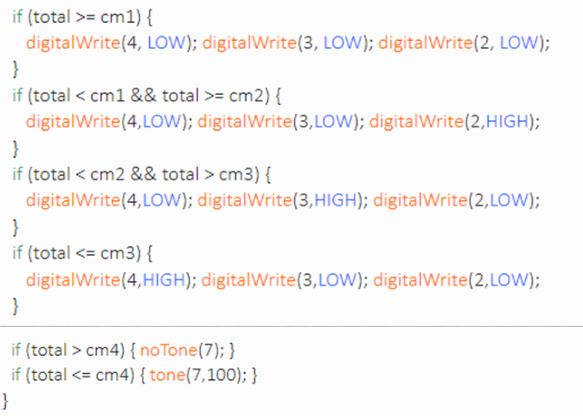 if (total >= cm1) {
digitalWrite(4, LOW); digitalWrite(3, LOW); digitalWrite(2, LOW);
}
if (total < cm1 && total >= cm2) {
digitalWrite(4,LOW); digitalWrite(3,LOW); digitalWrite(2,HIGH);
}
if (total < cm2 && total > cm3) {
digitalWrite(4,LOW); digitalWrite(3,HIGH); digitalWrite(2,LOW);
}
if (total <= cm3) {
digitalWrite(4,HIGH); digitalWrite(3,LOW); digitalWrite(2,LOW);
}
if (total > cm4) { noTone(7); }
if (total <= cm4) { tone(7,100); }
}